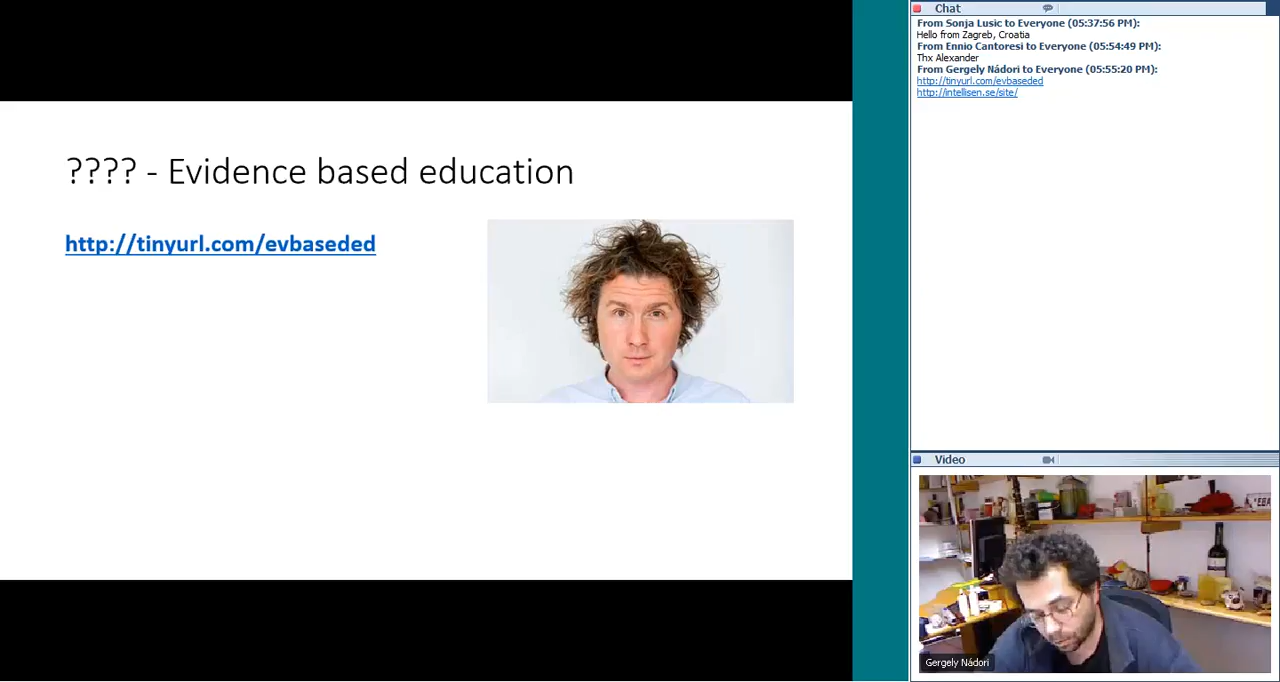 ???? - Evidence based education
http://tinyurl.com/evbaseded
Chat
From Sonja Lusic to Everyone (05:37:56 PM):
Hello from Zagreb, Croatia
From Ennio Cantoresi to Everyone (05:54:49 PM):
Thx Alexander
From Gergely Nádori to Everyone (05:55:20 PM):
http://tinyurl.com/evbaseded
http://intellisen.se/site/
Video
Gergely Nádori